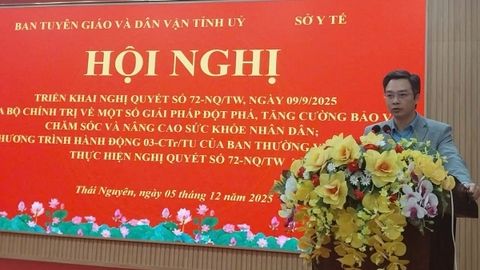 BAN TUYÊN GIÁO VÀ DÂN VẬN TỈNH UỶ SỞ Y TẾ
HỘI NGHỊ
TRIỂN KHAI NGHỊ QUYẾT SỐ 72-NQ/TW, NGÀY 09/9/2025
A BỘ CHÍNH TRỊ VỀ MỘT SỐ GIẢI PHÁP ĐỘT PHÁ, TĂNG CƯỜNG BẢO V
CHĂM SÓC VÀ NÂNG CAO SỨC KHỎE NHÂN DÂN;
HƯƠNG TRÌNH HÀNH ĐỘNG 03-CTr/TU CỦA BAN THƯỜNG V
THỰC HIỆN NGHỊ QUYẾT SỐ 72-NQ/TW
Thái Nguyên, ngày 05 tháng 12 năm 2025